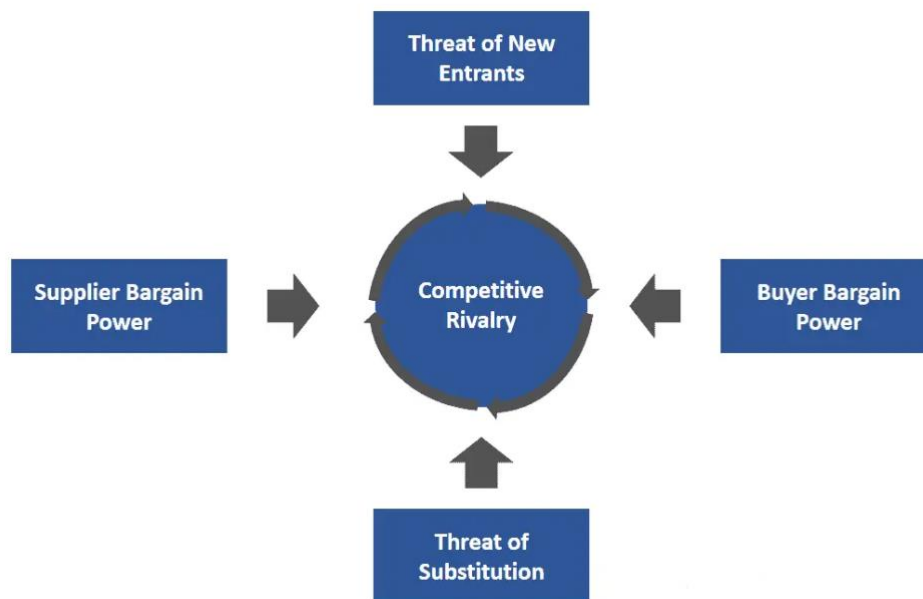 Threat of New
Entrants
Supplier Bargain
Power
Competitive
Rivalry
Buyer Bargain
Power
Threat of
Substitution